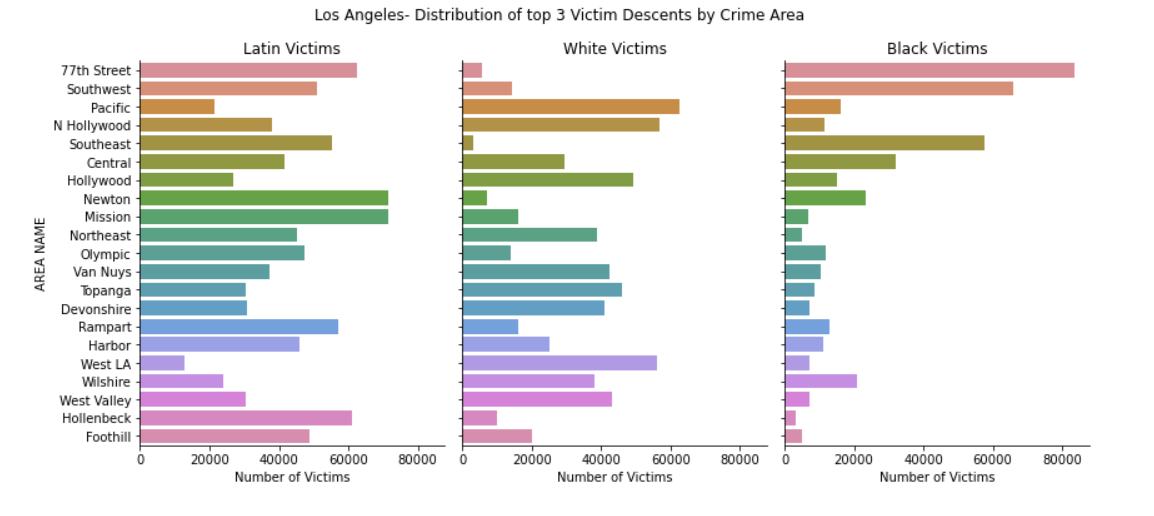 Los Angeles- Distribution of top 3 Victim Descents by Crime Area
Latin Victims
White Victims
Black Victims
AREA NAME
77th Street
Southwest
Pacific
N Hollywood
Southeast
Central
Hollywood
Newton
Mission
Northeast
Olympic
Van Nuys
Topanga
Devonshire
Rampart
Harbor
West LA
Wilshire
West Valley
Hollenbeck
Foothill
0 20000 40000 60000 80000
0 20000 40000 60000 80000
0 20000 40000 60000 80000
Number of Victims
Number of Victims
Number of Victims